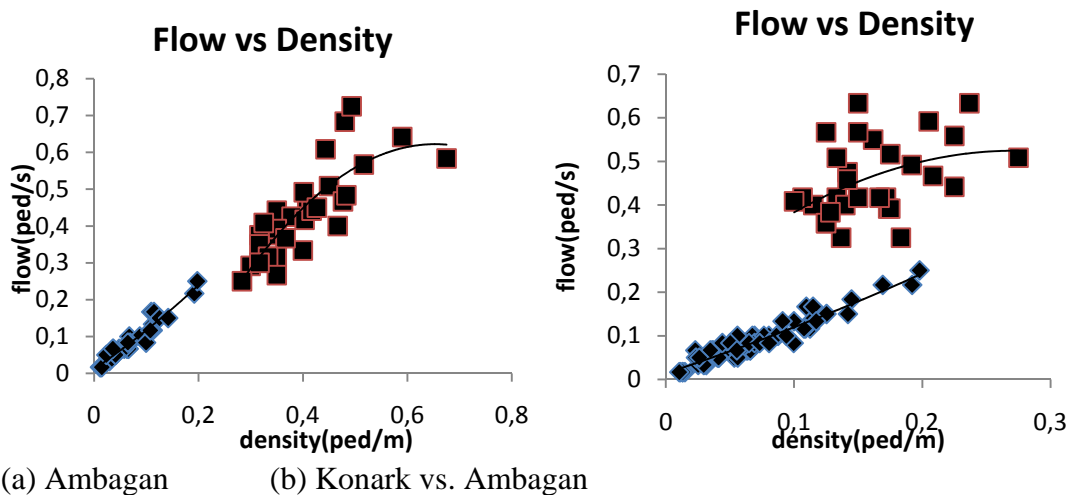 Flow vs Density
0,8
0,7
0,6
0,5
0,4
0,3
0,2
0,1
0
flow(ped/s)
0 0,2 0,4 0,6 0,8
density(ped/m)
Flow vs Density
0,7
0,6
0,5
0,4
0,3
0,2
0,1
0
flow(ped/s)
0 0,1 0,2 0,3
density(ped/m)
(a) Ambagan (b) Konark vs. Ambagan